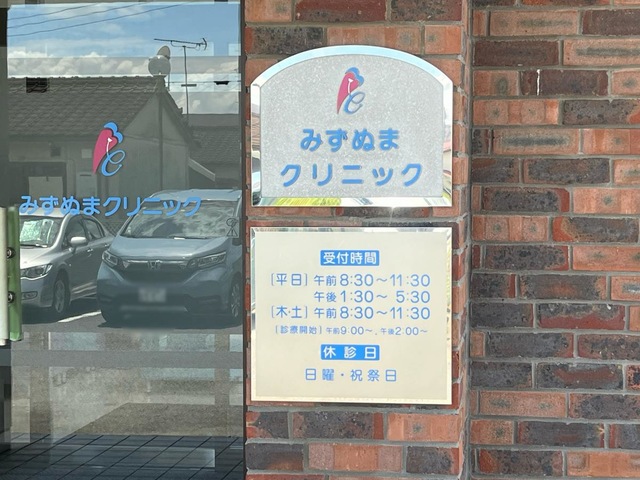 みずぬまクリニック
みずぬま
クリニック
受付時間
[平日] 午前 8:30〜11:30
午後 1:30〜 5:30
[木・土] 午前 8:30〜11:30
[診療開始] 午前9:00〜, 午後2:00〜
休診日
日曜・祝祭日